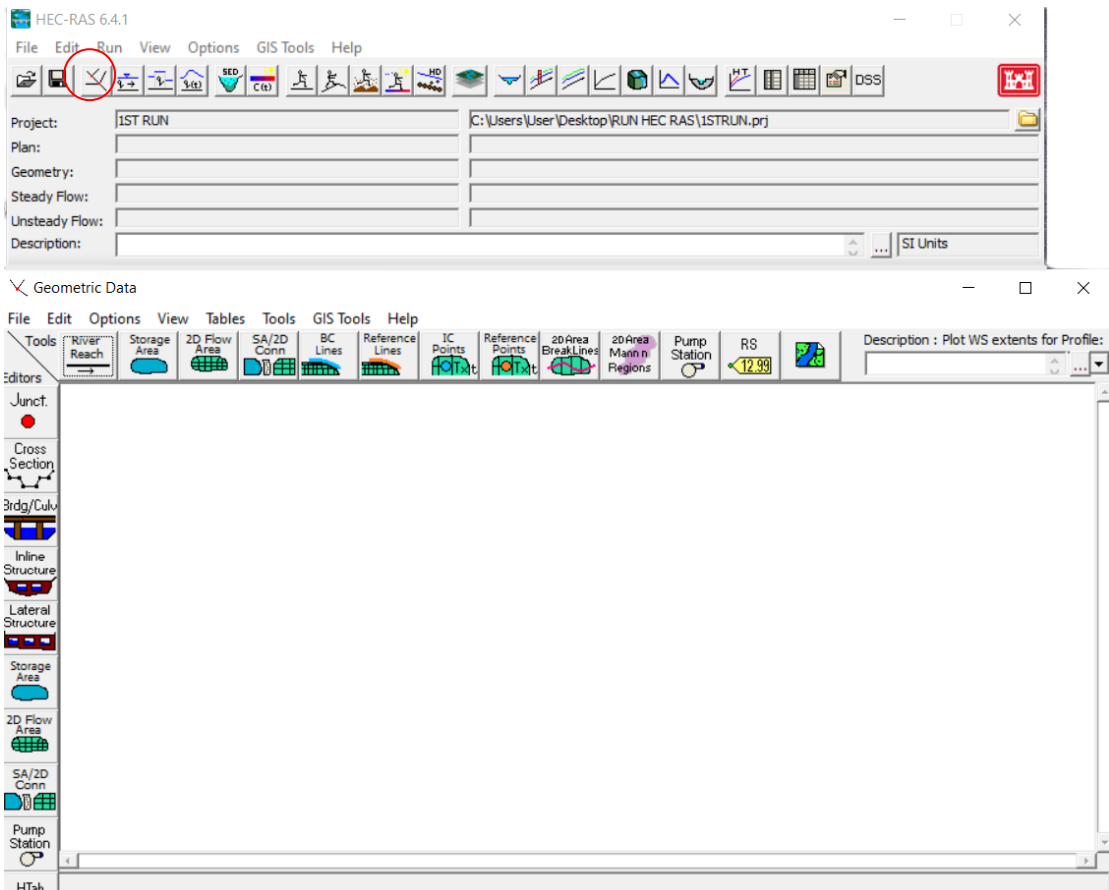 HEC-RAS 6.4.1
File Edit Run View Options GIS Tools Help
SED C(t) HD HT DSS
Project: 1ST RUN C:\Users\User\Desktop\RUN HEC RAS\1STRUN.prj
Plan:
Geometry:
Steady Flow:
Unsteady Flow:
Description: ... SI Units
Geometric Data
File Edit Options View Tables Tools GIS Tools Help
Tools
Editors
River
Reach
Storage
Area
2D Flow
Area
SA/2D
Conn
BC
Lines
Reference
Lines
IC
Points
Reference
Points
2D Area
BreakLines
2D Area
Mann n
Regions
Pump
Station
RS
12.99
Description : Plot WS extents for Profile:
...
Junct.
Cross
Section
Brdg/Culv
Inline
Structure
Lateral
Structure
Storage
Area
2D Flow
Area
SA/2D
Conn
Pump
Station
HTab